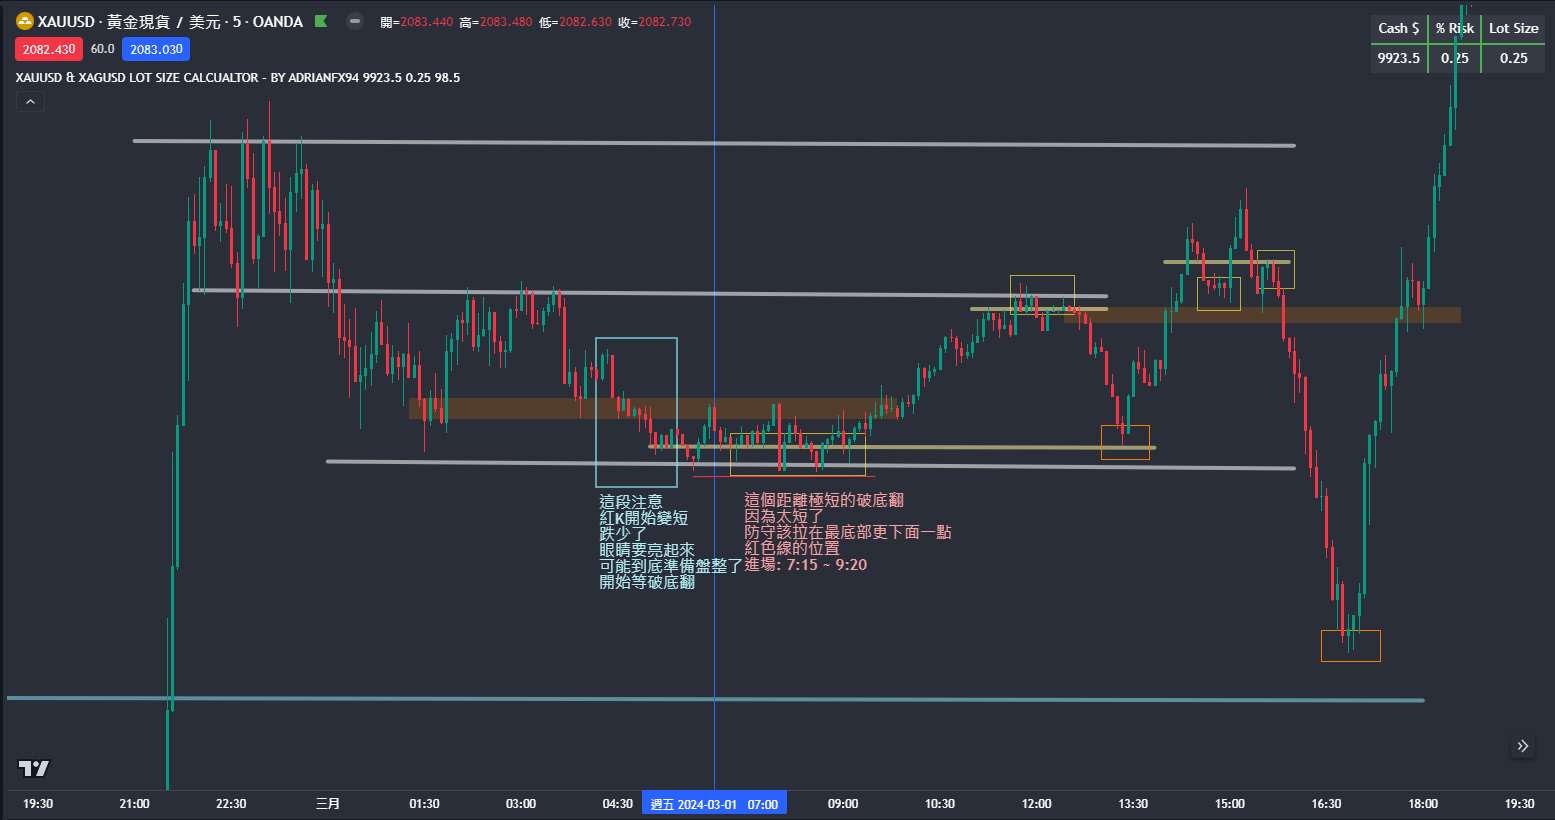 XAUUSD · 黃金現貨 / 美元 · 5 · OANDA 開=2083.440 高=2083.480 低=2082.630 收=2082.730
2082.430 60.0 2083.030
XAUUSD & XAGUSD LOT SIZE CALCUALTOR - BY ADRIANFX94 9923.5 0.25 98.5
Cash $ % Risk Lot Size
9923.5 0.25 0.25
這段注意
紅K開始變短
跌少了
眼睛要亮起來
可能到底準備盤整了
開始等破底翻
這個距離極短的破底翻
因為太短了
防守該拉在最底部更下面一點
紅色線的位置
進場: 7:15 ~ 9:20
19:30 21:00 22:30 三月 01:30 03:00 04:30 週五 2024-03-01 07:00 09:00 10:30 12:00 13:30 15:00 16:30 18:00 19:30